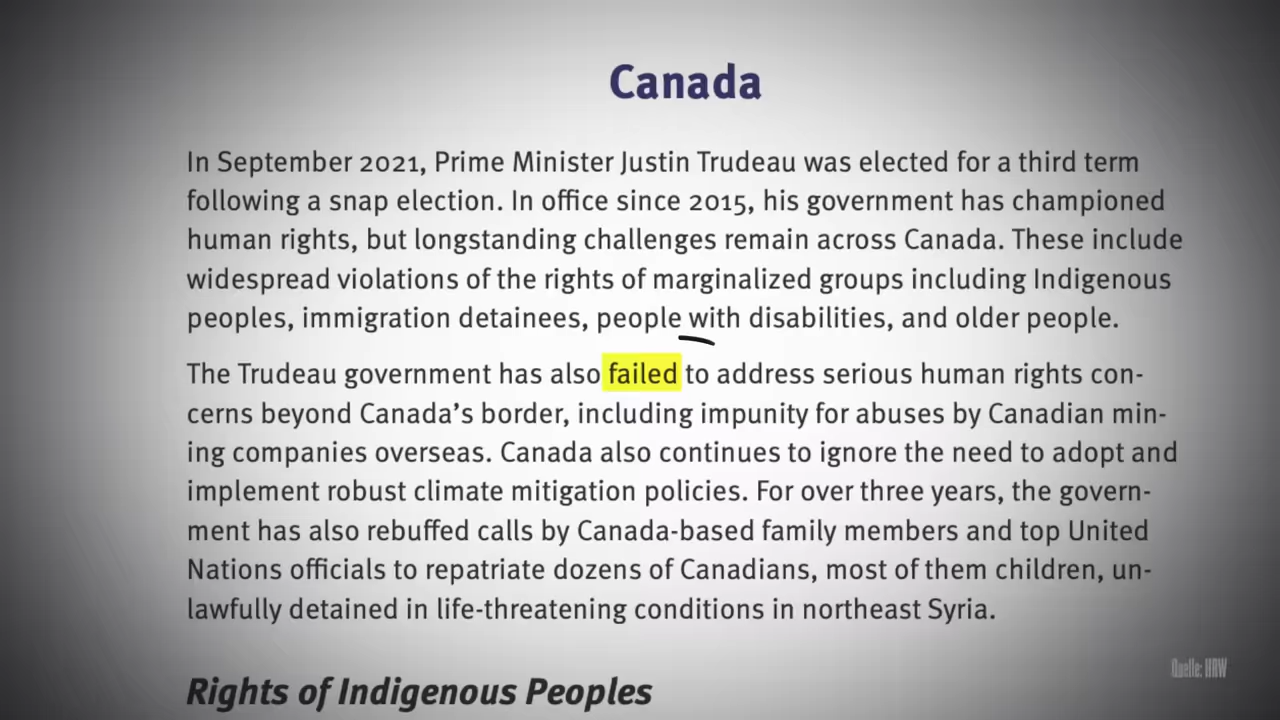 Canada
In September 2021, Prime Minister Justin Trudeau was elected for a third term
following a snap election. In office since 2015, his government has championed
human rights, but longstanding challenges remain across Canada. These include
widespread violations of the rights of marginalized groups including Indigenous
peoples, immigration detainees, people with disabilities, and older people.
The Trudeau government has also failed to address serious human rights con-
cerns beyond Canada’s border, including impunity for abuses by Canadian min-
ing companies overseas. Canada also continues to ignore the need to adopt and
implement robust climate mitigation policies. For over three years, the govern-
ment has also rebuffed calls by Canada-based family members and top United
Nations officials to repatriate dozens of Canadians, most of them children, un-
lawfully detained in life-threatening conditions in northeast Syria.
Rights of Indigenous Peoples
Quelle: HRW